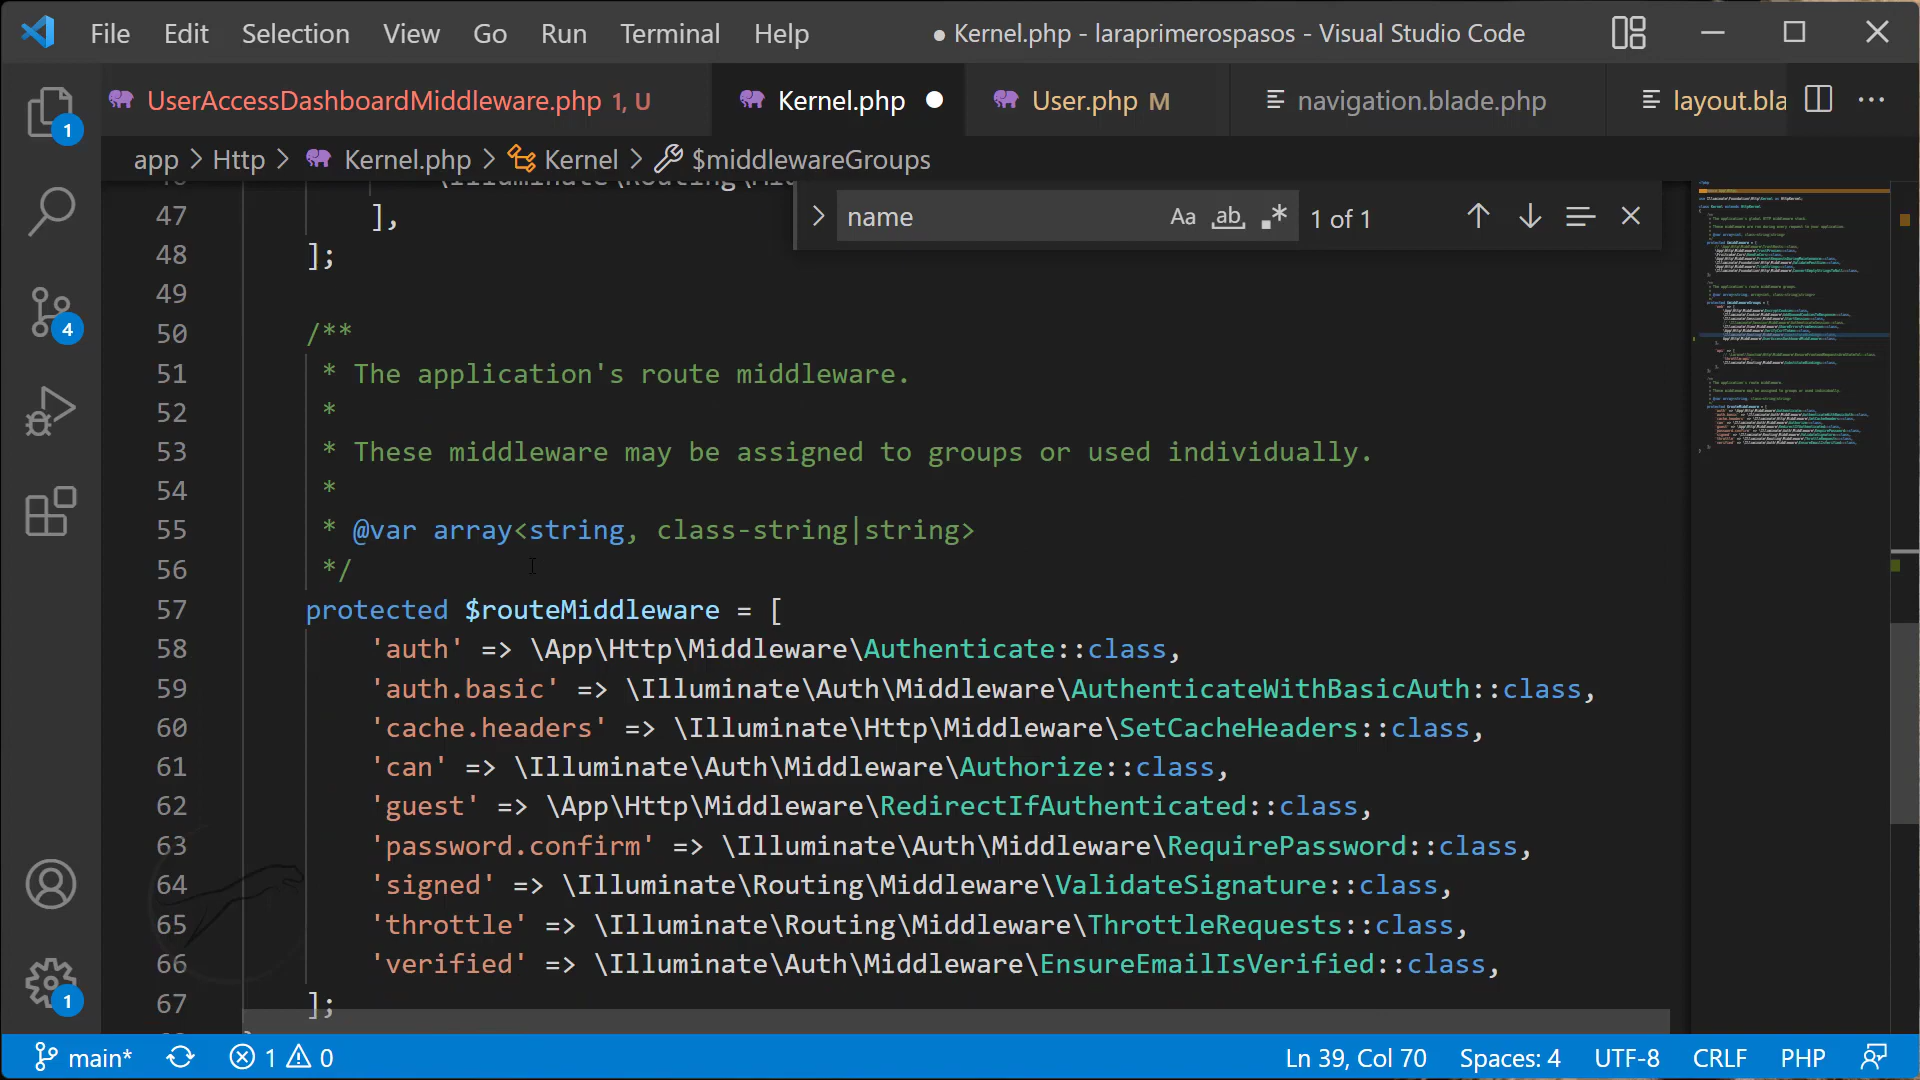 File Edit Selection View Go Run Terminal Help ● Kernel.php - laraprimerospasos - Visual Studio Code
UserAccessDashboardMiddleware.php 1, U Kernel.php ● User.php M navigation.blade.php layout.bla
app > Http > Kernel.php > Kernel > $middlewareGroups
name Aa ab 1 of 1
47 ],
48 ];
49
50 /**
51 * The application's route middleware.
52 *
53 * These middleware may be assigned to groups or used individually.
54 *
55 * @var array<string, class-string|string>
56 */
57 protected $routeMiddleware = [
58 'auth' => \App\Http\Middleware\Authenticate::class,
59 'auth.basic' => \Illuminate\Auth\Middleware\AuthenticateWithBasicAuth::class,
60 'cache.headers' => \Illuminate\Http\Middleware\SetCacheHeaders::class,
61 'can' => \Illuminate\Auth\Middleware\Authorize::class,
62 'guest' => \App\Http\Middleware\RedirectIfAuthenticated::class,
63 'password.confirm' => \Illuminate\Auth\Middleware\RequirePassword::class,
64 'signed' => \Illuminate\Routing\Middleware\ValidateSignature::class,
65 'throttle' => \Illuminate\Routing\Middleware\ThrottleRequests::class,
66 'verified' => \Illuminate\Auth\Middleware\EnsureEmailIsVerified::class,
67 ];
1
4
1
main* 1 0 Ln 39, Col 70 Spaces: 4 UTF-8 CRLF PHP